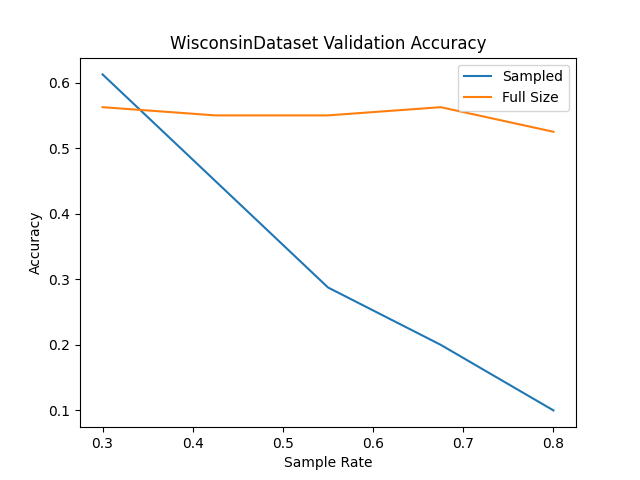 WisconsinDataset Validation Accuracy
Sampled
Full Size
0.6
0.5
0.4
0.3
0.2
0.1
Accuracy
0.3 0.4 0.5 0.6 0.7 0.8
Sample Rate